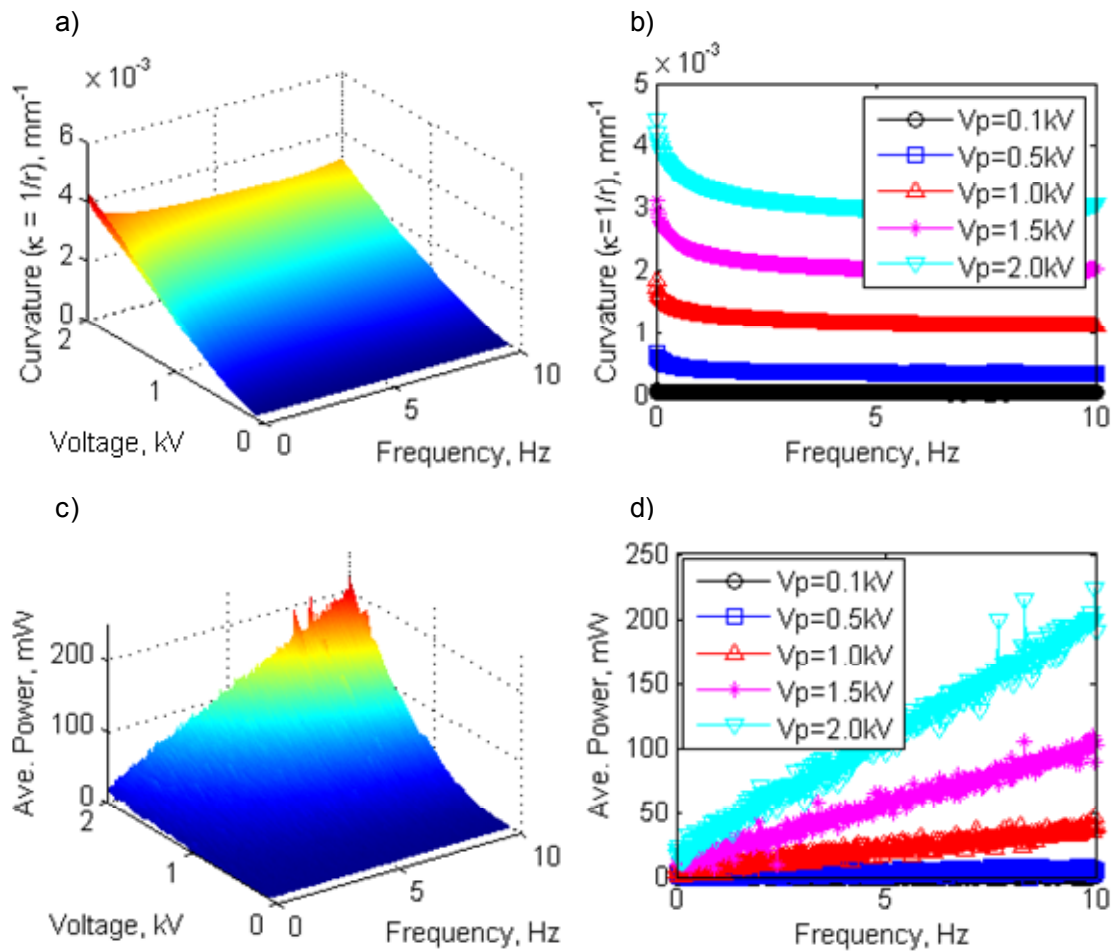 a)
× 10⁻³
Curvature (κ = 1/r), mm⁻¹
6
4
2
0
2
1
0
Voltage, kV
0
5
10
Frequency, Hz
b)
× 10⁻³
Curvature (κ=1/r), mm⁻¹
5
4
3
2
1
0
Vp=0.1kV
Vp=0.5kV
Vp=1.0kV
Vp=1.5kV
Vp=2.0kV
0
5
10
Frequency, Hz
c)
Ave. Power, mW
200
100
0
2
1
0
Voltage, kV
0
5
10
Frequency, Hz
d)
Ave. Power, mW
250
200
150
100
50
0
Vp=0.1kV
Vp=0.5kV
Vp=1.0kV
Vp=1.5kV
Vp=2.0kV
0
5
10
Frequency, Hz